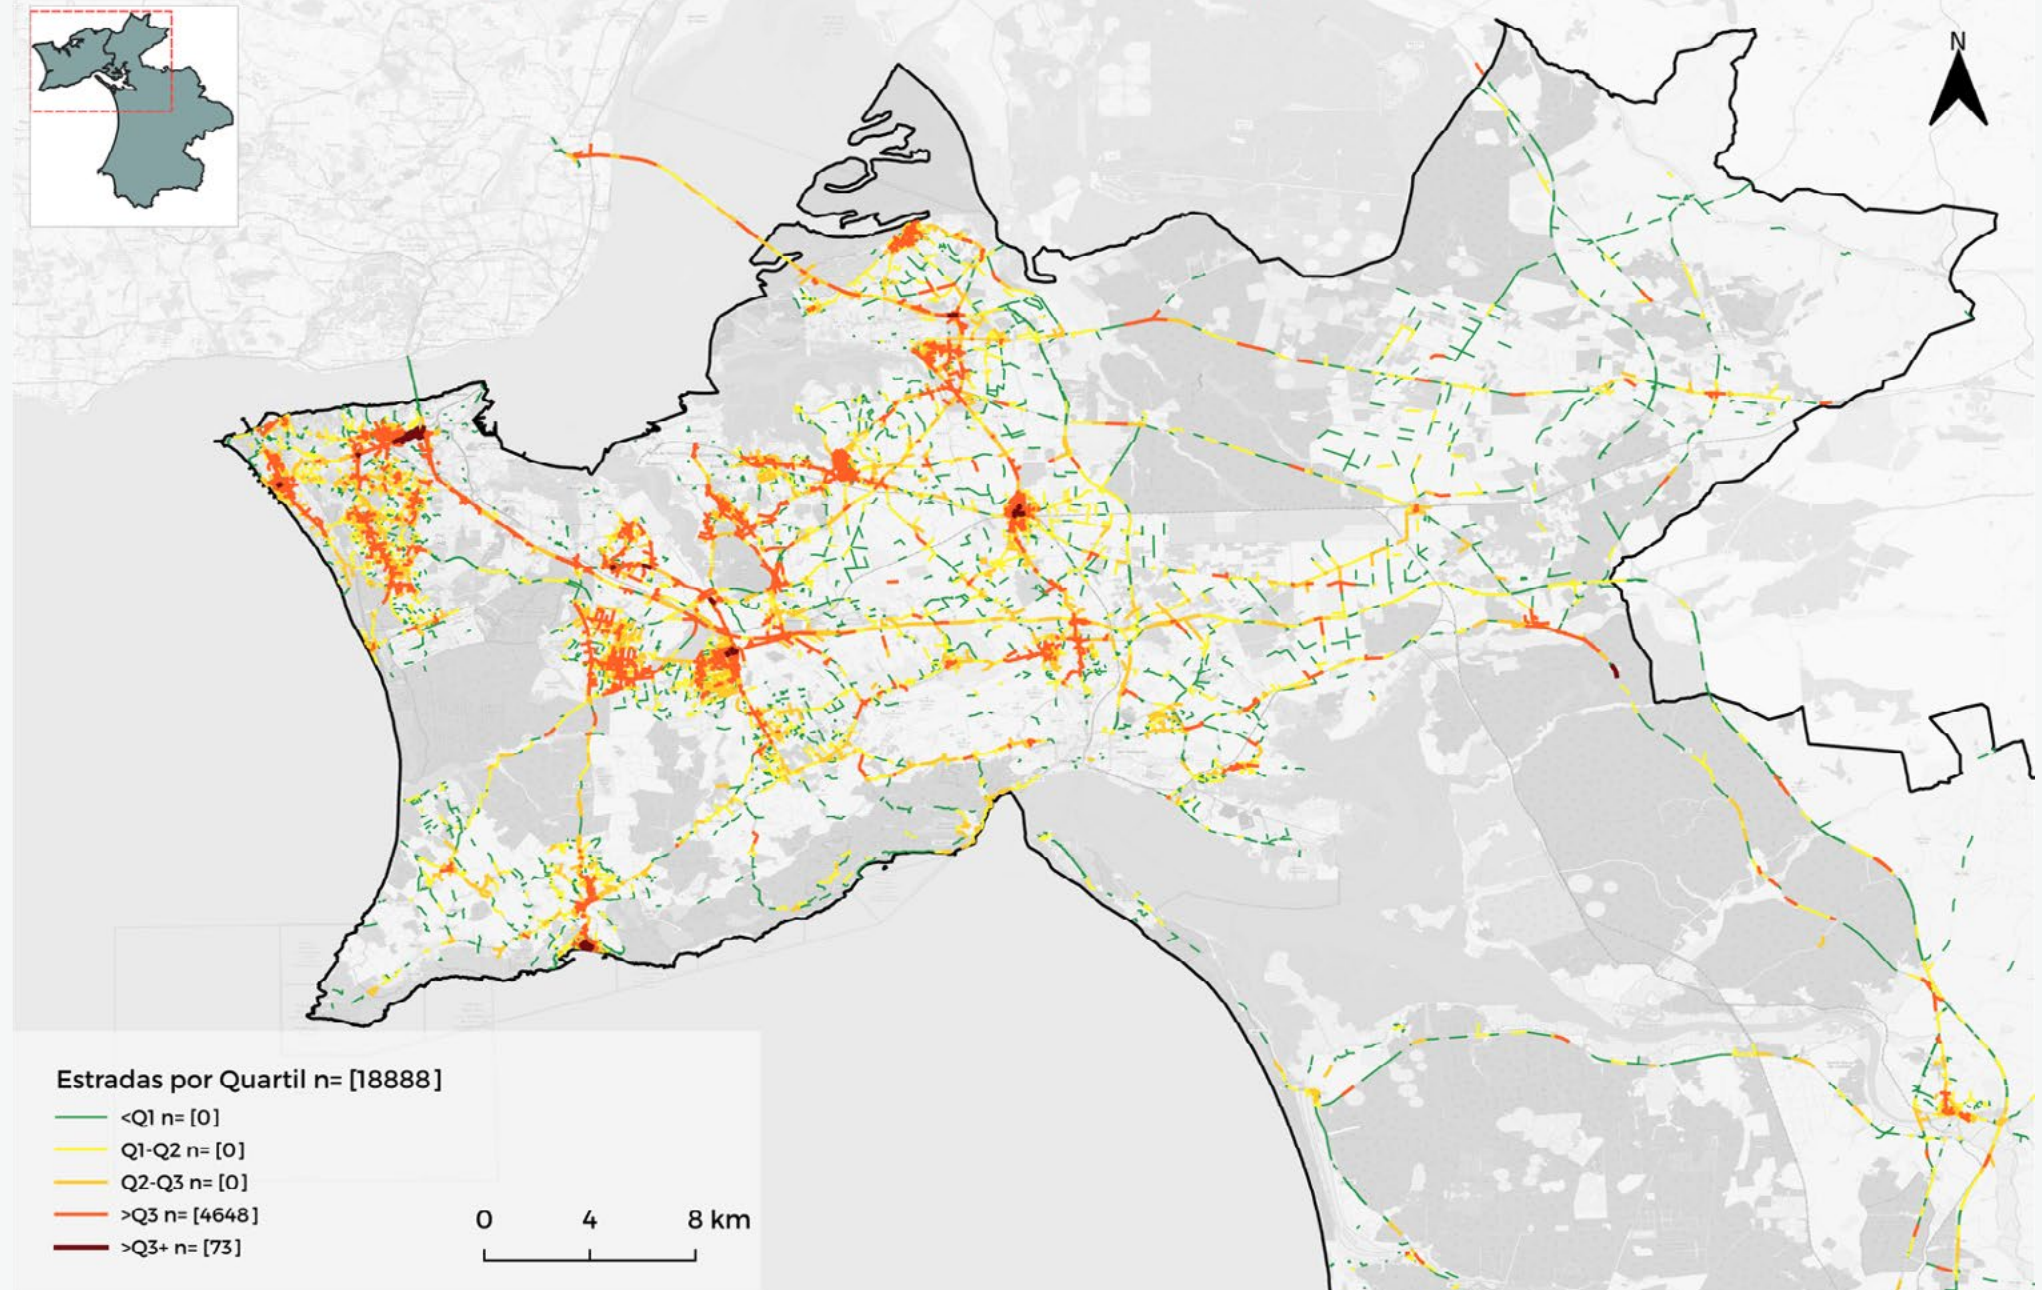 N
Estradas por Quartil n= [18888]
<Q1 n= [0]
Q1-Q2 n= [0]
Q2-Q3 n= [0]
>Q3 n= [4648]
>Q3+ n= [73]
0 4 8 km